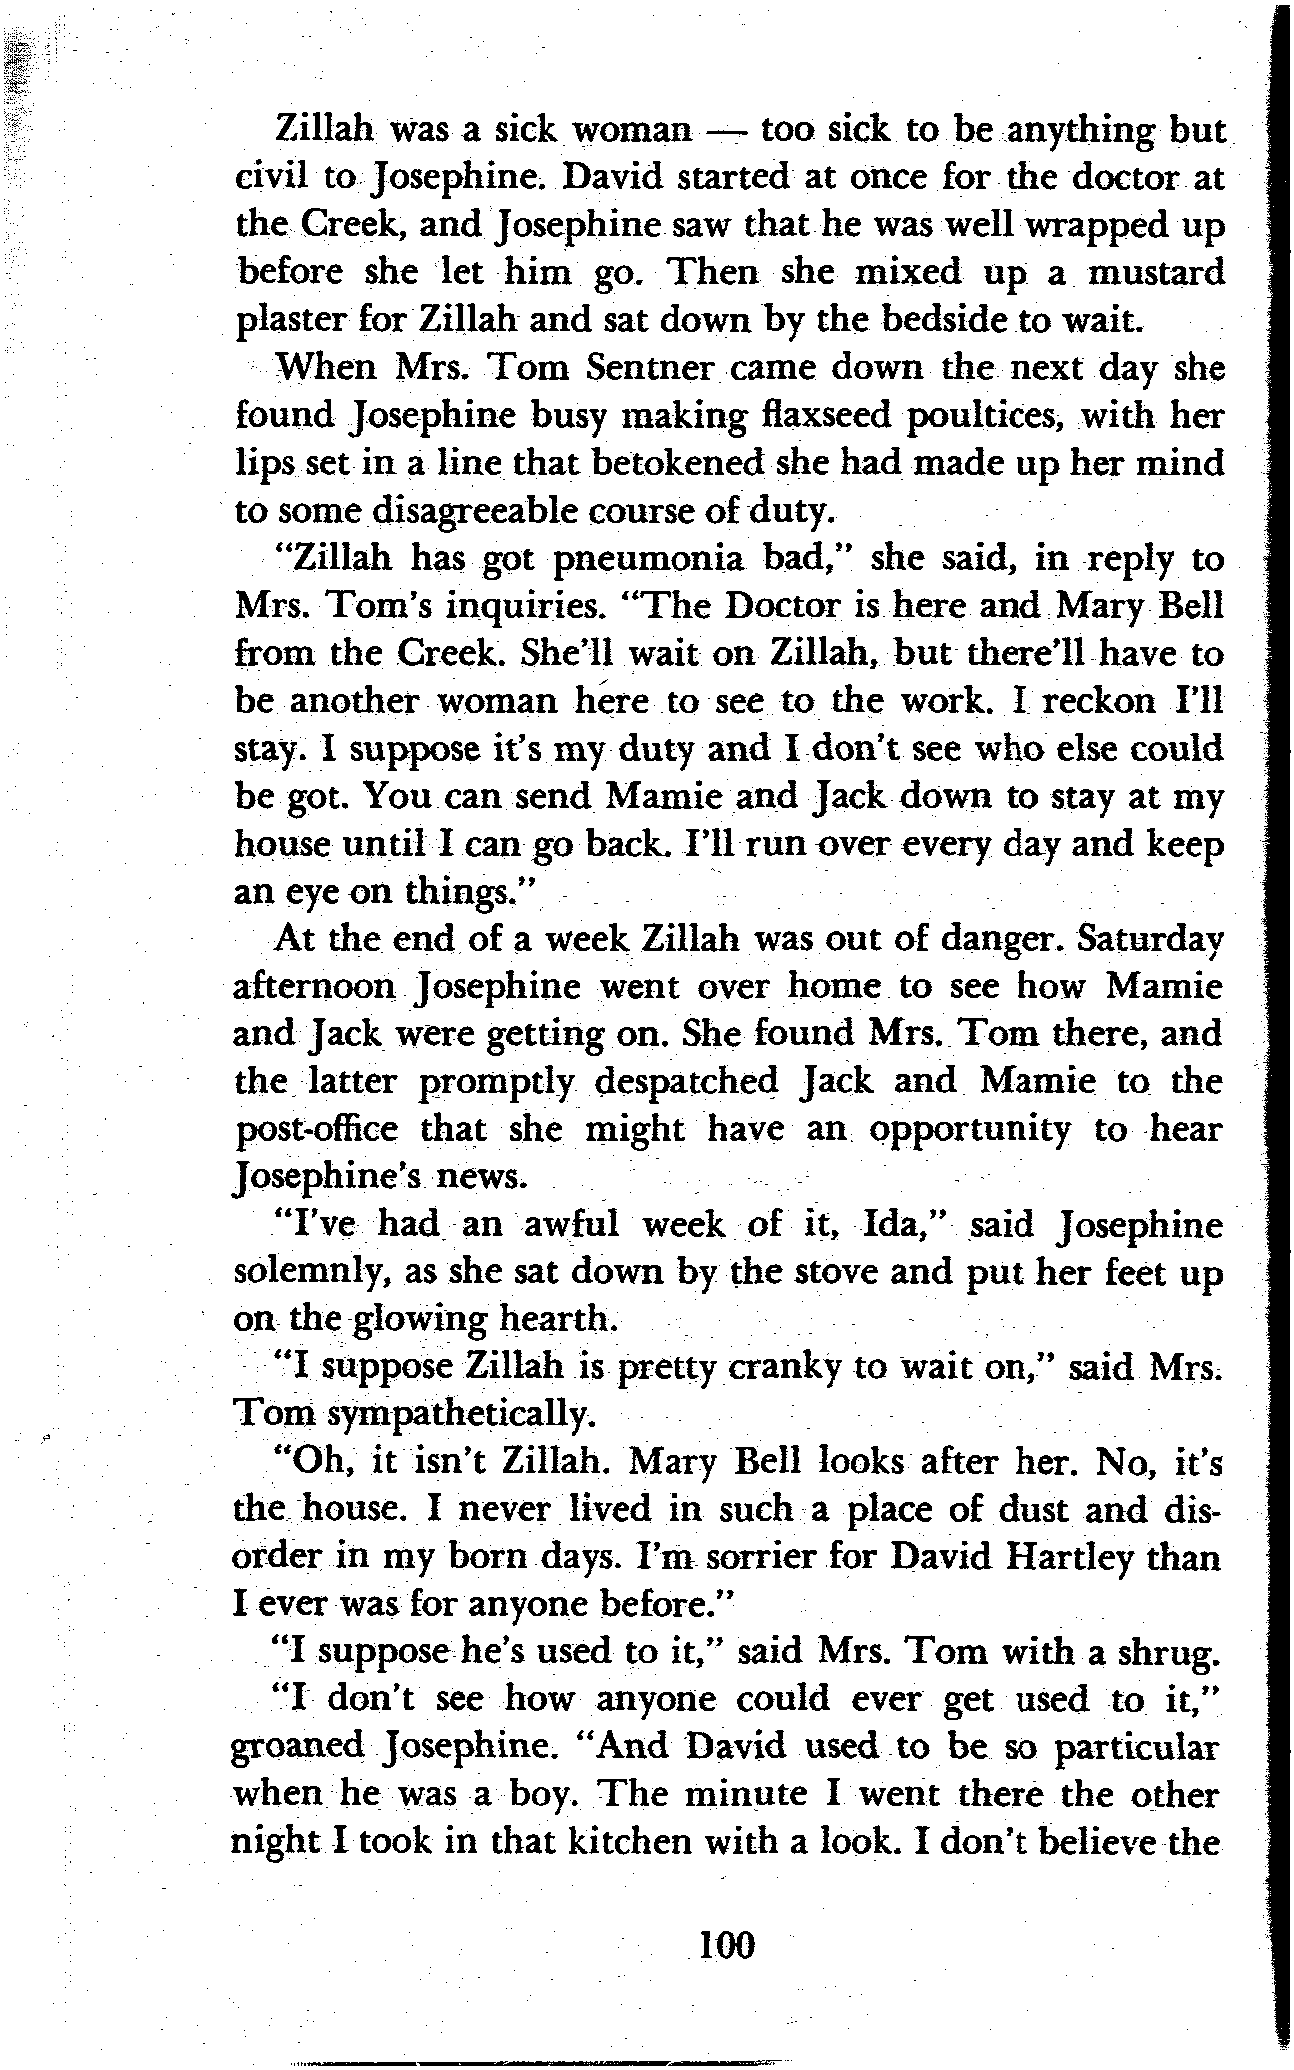 Zillah was a sick woman — too sick to be anything but
civil to Josephine. David started at once for the doctor at
the Creek, and Josephine saw that he was well wrapped up
before she let him go. Then she mixed up a mustard
plaster for Zillah and sat down by the bedside to wait.
When Mrs. Tom Sentner came down the next day she
found Josephine busy making flaxseed poultices, with her
lips set in a line that betokened she had made up her mind
to some disagreeable course of duty.
“Zillah has got pneumonia bad,” she said, in reply to
Mrs. Tom's inquiries. “The Doctor is here and Mary Bell
from the Creek. She'll wait on Zillah, but there'll have to
be another woman here to see to the work. I reckon I'll
stay. I suppose it's my duty and I don't see who else could
be got. You can send Mamie and Jack down to stay at my
house until I can go back. I'll run over every day and keep
an eye on things.”
At the end of a week Zillah was out of danger. Saturday
afternoon Josephine went over home to see how Mamie
and Jack were getting on. She found Mrs. Tom there, and
the latter promptly despatched Jack and Mamie to the
post-office that she might have an opportunity to hear
Josephine's news.
“I've had an awful week of it, Ida,” said Josephine
solemnly, as she sat down by the stove and put her feet up
on the glowing hearth.
“I suppose Zillah is pretty cranky to wait on,” said Mrs.
Tom sympathetically.
“Oh, it isn't Zillah. Mary Bell looks after her. No, it's
the house. I never lived in such a place of dust and dis-
order in my born days. I'm sorrier for David Hartley than
I ever was for anyone before.”
“I suppose he's used to it,” said Mrs. Tom with a shrug.
“I don't see how anyone could ever get used to it,”
groaned Josephine. “And David used to be so particular
when he was a boy. The minute I went there the other
night I took in that kitchen with a look. I don't believe the
100